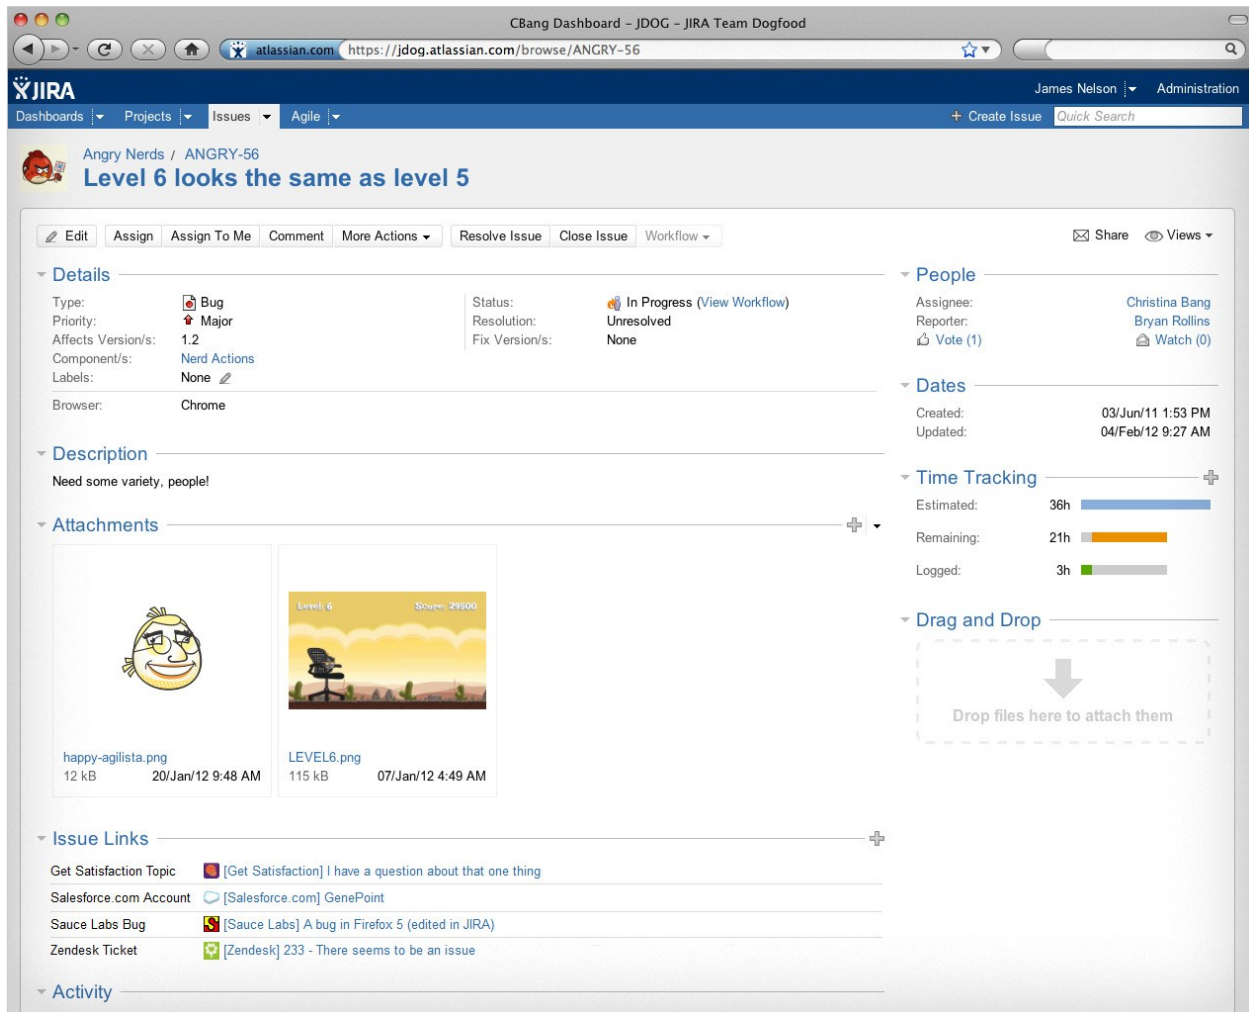 CBang Dashboard – JDOG – JIRA Team Dogfood
atlassian.com https://jdog.atlassian.com/browse/ANGRY-56
JIRA
James Nelson Administration
Dashboards Projects Issues Agile
Create Issue Quick Search
Angry Nerds / ANGRY-56
Level 6 looks the same as level 5
Edit Assign Assign To Me Comment More Actions Resolve Issue Close Issue Workflow
Share Views
Details
Type: Bug
Priority: Major
Affects Version/s: 1.2
Component/s: Nerd Actions
Labels: None
Browser: Chrome
Status: In Progress (View Workflow)
Resolution: Unresolved
Fix Version/s: None
Description
Need some variety, people!
Attachments
Level: 6 Score: 29500
happy-agilista.png
12 kB 20/Jan/12 9:48 AM
LEVEL6.png
115 kB 07/Jan/12 4:49 AM
Issue Links
Get Satisfaction Topic [Get Satisfaction] I have a question about that one thing
Salesforce.com Account [Salesforce.com] GenePoint
Sauce Labs Bug S [Sauce Labs] A bug in Firefox 5 (edited in JIRA)
Zendesk Ticket [Zendesk] 233 - There seems to be an issue
Activity
People
Assignee: Christina Bang
Reporter: Bryan Rollins
Vote (1) Watch (0)
Dates
Created: 03/Jun/11 1:53 PM
Updated: 04/Feb/12 9:27 AM
Time Tracking
Estimated: 36h
Remaining: 21h
Logged: 3h
Drag and Drop
Drop files here to attach them